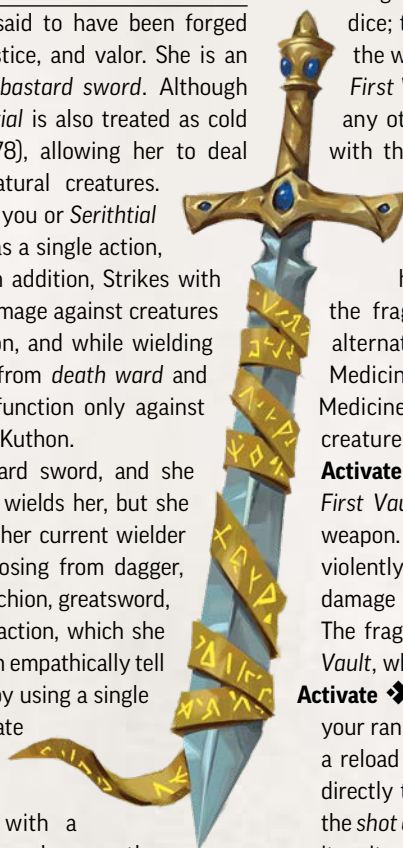 said to have been forged
stice, and valor. She is an
bastard sword. Although
tial is also treated as cold
78), allowing her to deal
atural creatures.
you or Serithtial
as a single action,
n addition, Strikes with
mage against creatures
on, and while wielding
from death ward and
function only against
Kuthon.
ard sword, and she
wields her, but she
her current wielder
osing from dagger,
chion, greatsword,
action, which she
n empathically tell
by using a single
ate
with a
dice; t
the w
First V
any ot
with th
h
the frag
alternat
Medicin
Medicine
creature
Activate
First Vau
weapon.
violently
damage
The frag
Vault, wh
Activate
your ran
a reload
directly t
the shot